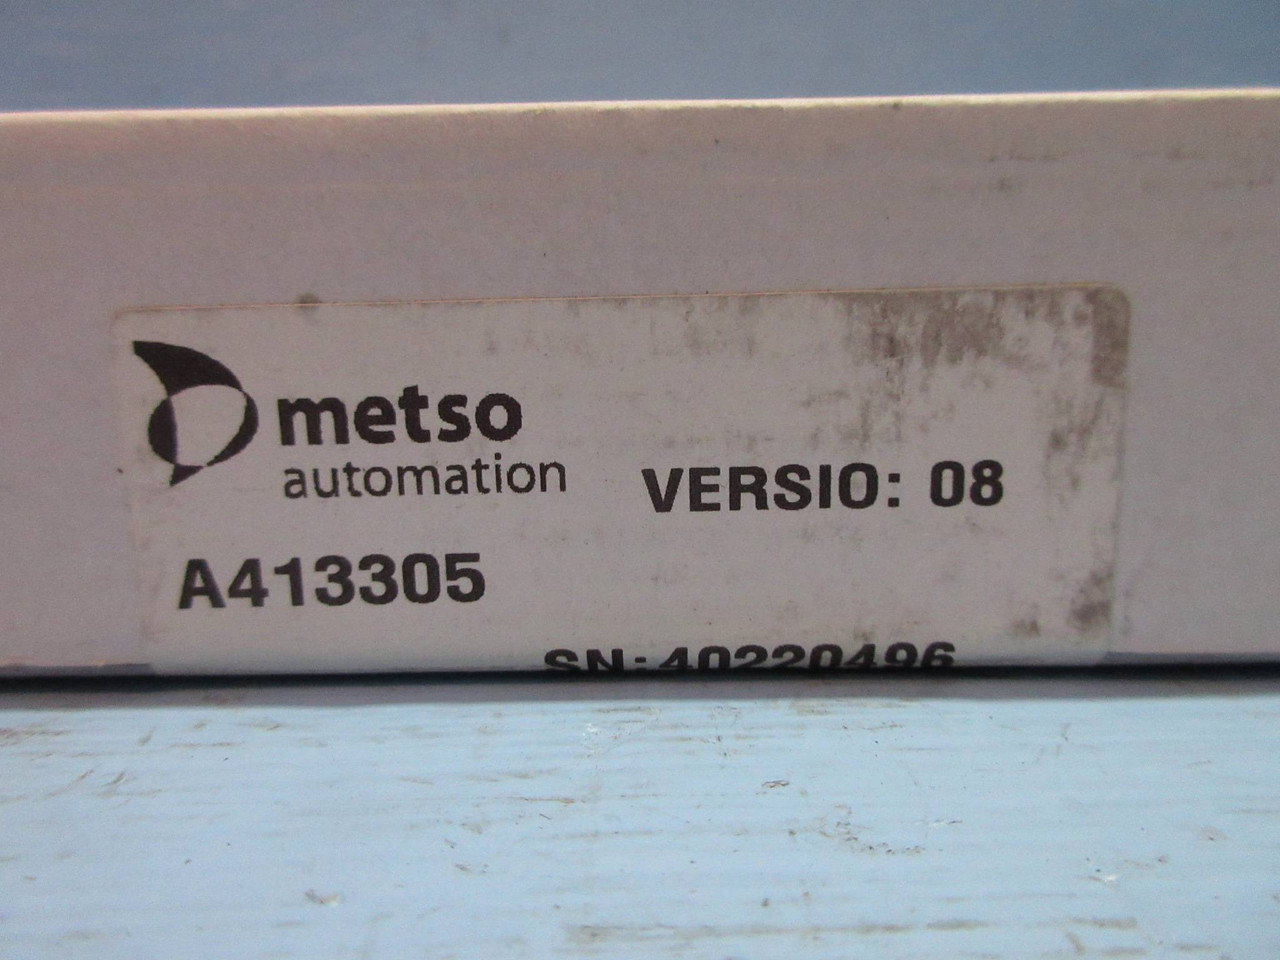 metso
automation
VERSIO: 08
A413305
SN: 40220496